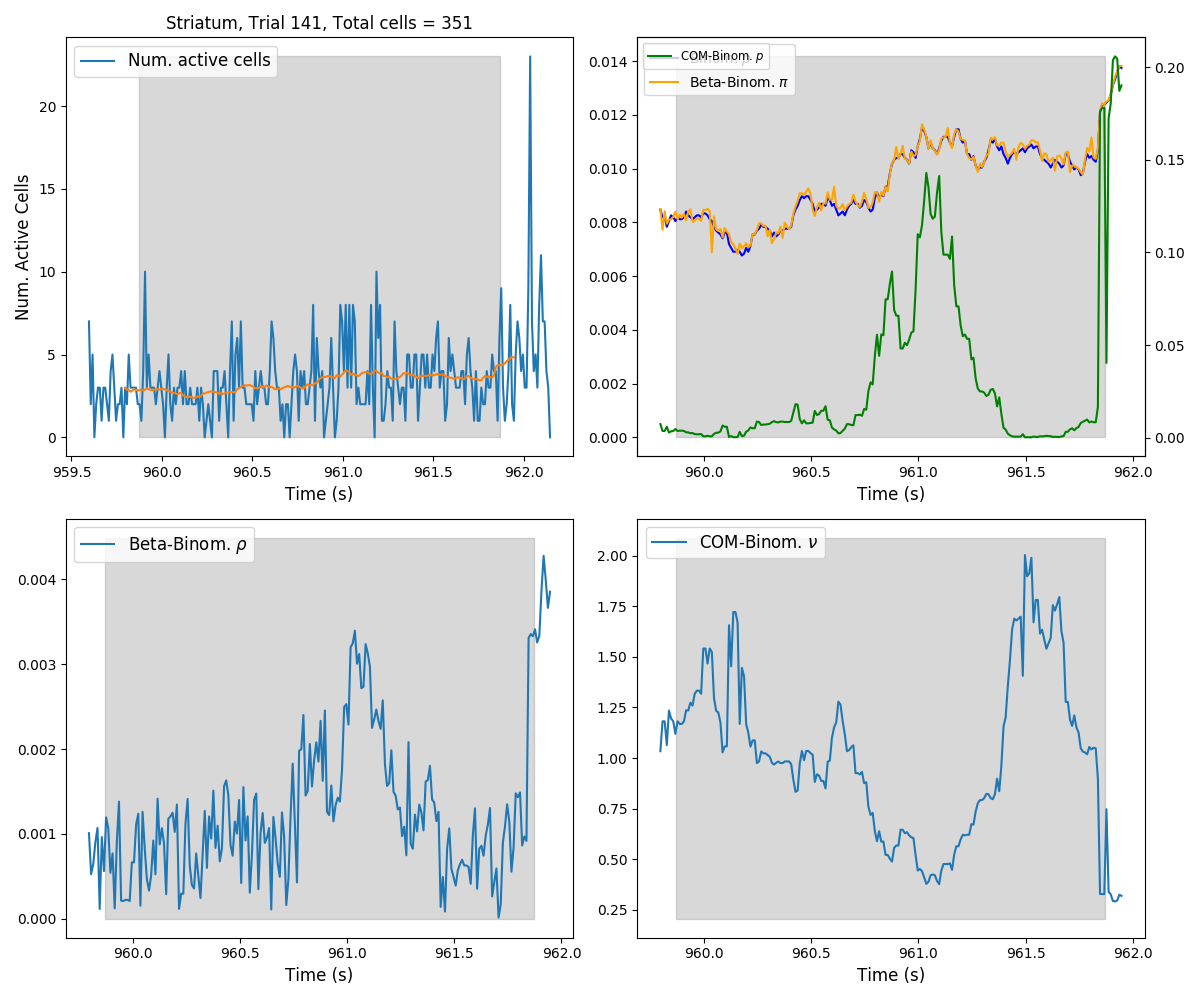 Striatum, Trial 141, Total cells = 351
Num. active cells
Num. Active Cells
20
15
10
5
0
959.5 960.0 960.5 961.0 961.5 962.0
Time (s)
COM-Binom. p
Beta-Binom. π
0.014
0.012
0.010
0.008
0.006
0.004
0.002
0.000
0.20
0.15
0.10
0.05
0.00
960.0 960.5 961.0 961.5 962.0
Time (s)
Beta-Binom. ρ
0.004
0.003
0.002
0.001
0.000
960.0 960.5 961.0 961.5 962.0
Time (s)
COM-Binom. ν
2.00
1.75
1.50
1.25
1.00
0.75
0.50
0.25
960.0 960.5 961.0 961.5 962.0
Time (s)